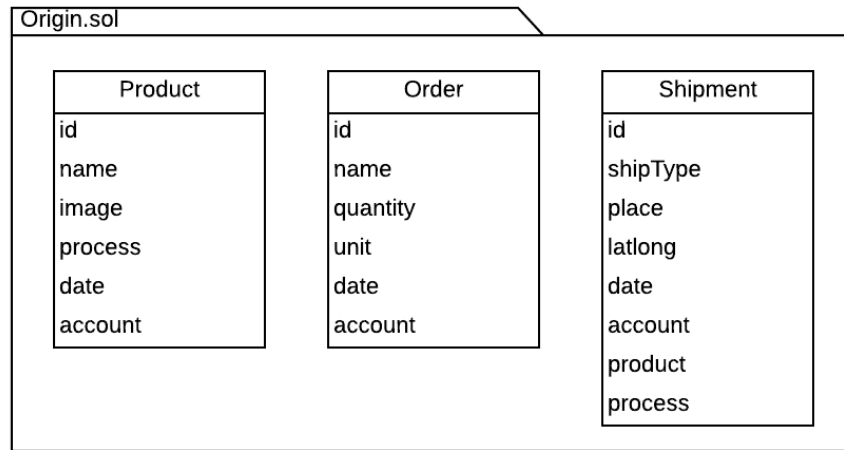 Origin.sol
Product
id
name
image
process
date
account
Order
id
name
quantity
unit
date
account
Shipment
id
shipType
place
latlong
date
account
product
process